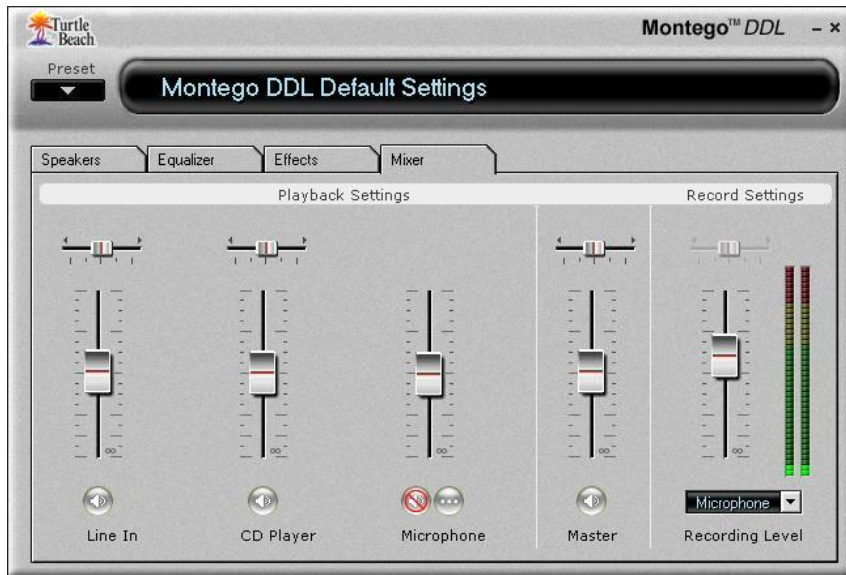 Turtle
Beach
Montego™ DDL
Preset
Montego DDL Default Settings
Speakers
Equalizer
Effects
Mixer
Playback Settings
Record Settings
∞
∞
∞
∞
∞
Microphone
Line In
CD Player
Microphone
Master
Recording Level